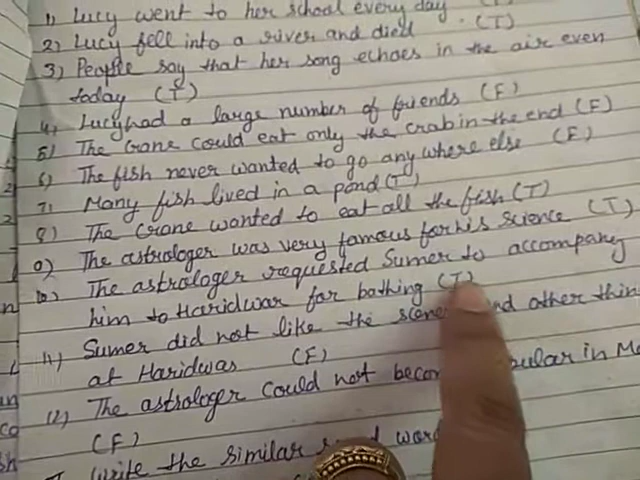 1) Lucy went to her school every day
2) Lucy fell into a river and died. (T)
3) People say that her song echoes in the air even
today (T)
4) Lucy had a large number of friends (F)
5) The Crane could eat only the crab in the end (F)
6) The fish never wanted to go any where else (F)
7) Many fish lived in a pond (T)
8) The Crane wanted to eat all the fish (T)
9) The astrologer was very famous for his science (T)
10) The astrologer requested Sumer to accompany
him to Haridwar for bathing (T)
11) Sumer did not like the and other
at Haridwar (F)
12) The astrologer could not in
(F)
Write the similar